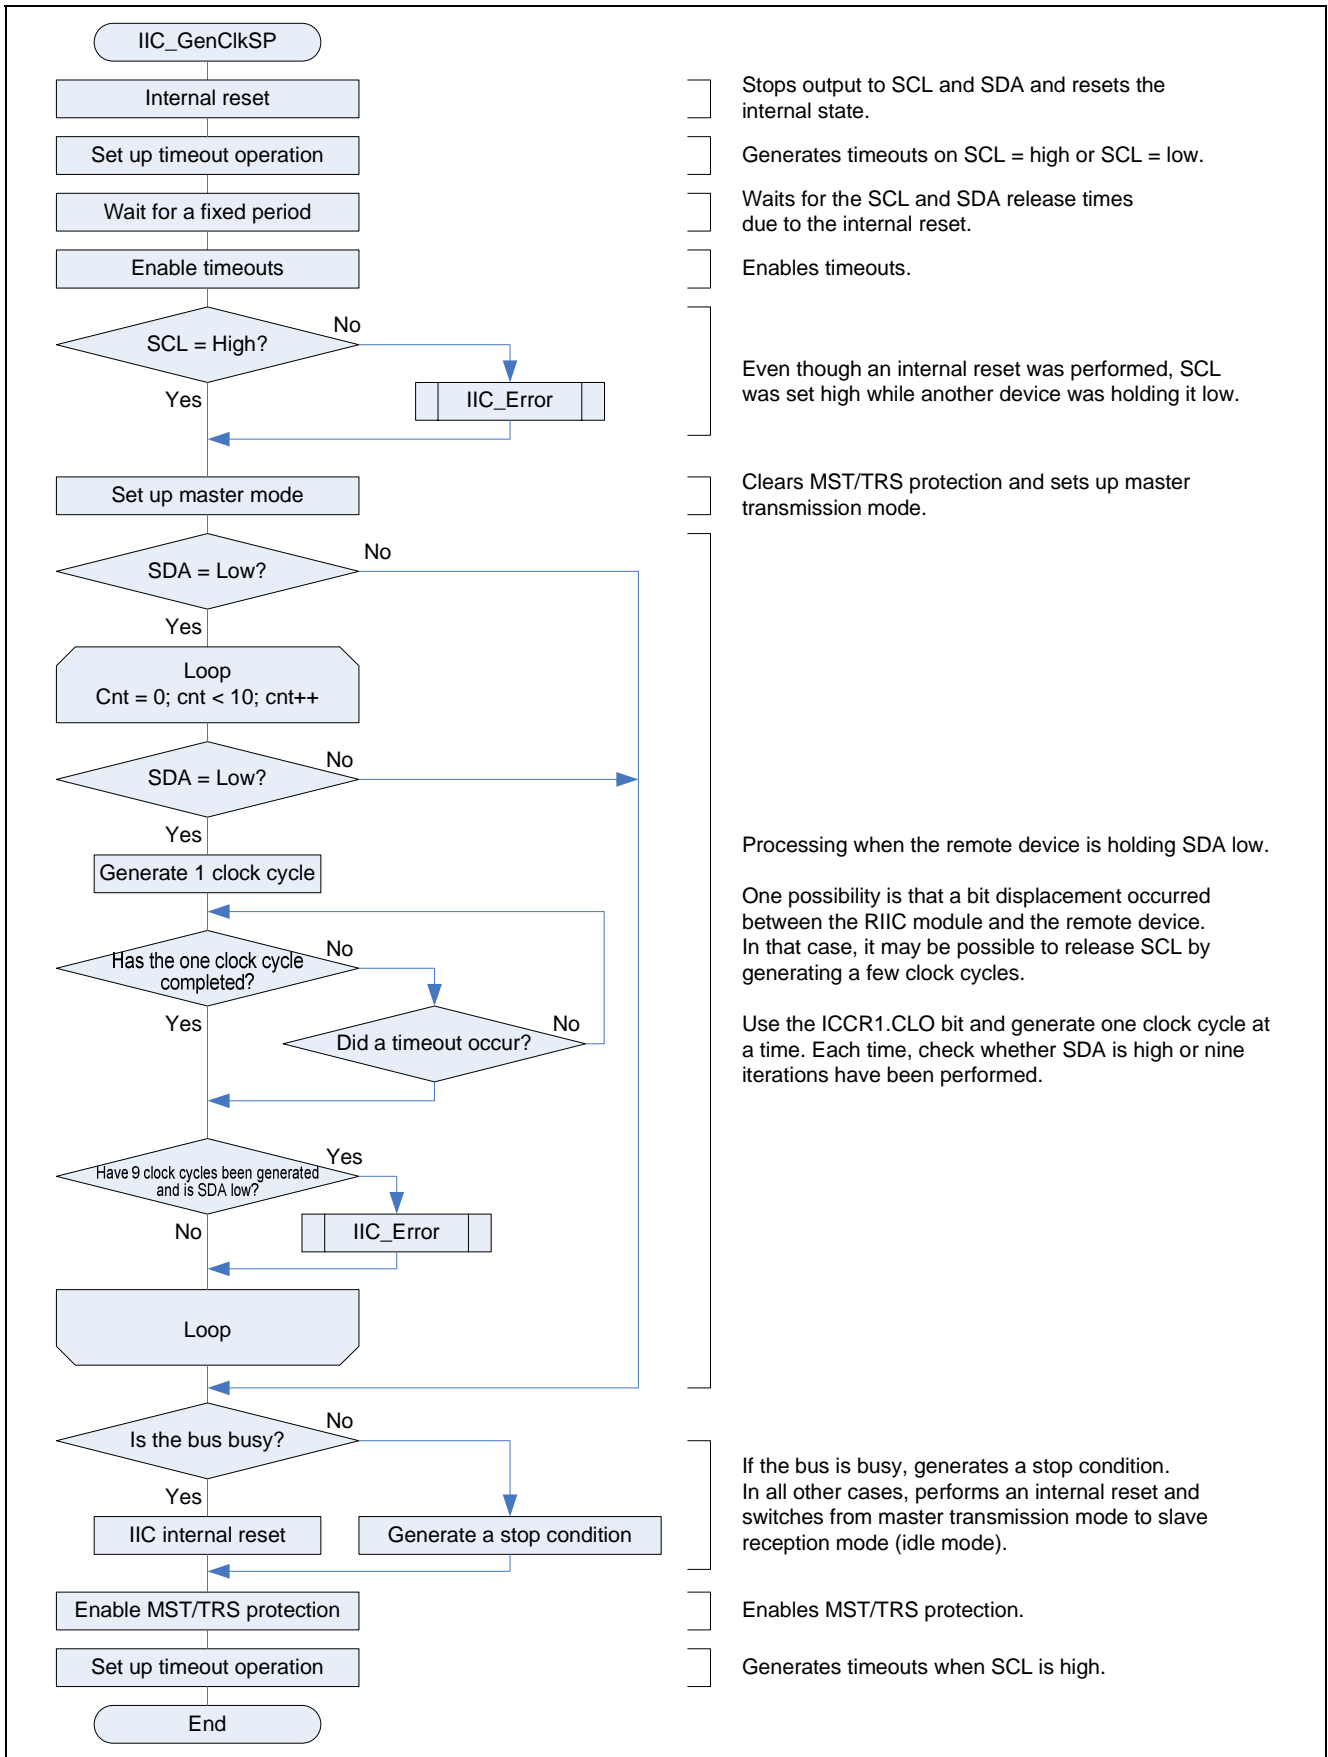 IIC_GenClkSP
Internal reset
Stops output to SCL and SDA and resets the
internal state.
Set up timeout operation
Generates timeouts on SCL = high or SCL = low.
Wait for a fixed period
Waits for the SCL and SDA release times
due to the internal reset.
Enable timeouts
Enables timeouts.
SCL = High?
No
Yes
IIC_Error
Even though an internal reset was performed, SCL
was set high while another device was holding it low.
Set up master mode
Clears MST/TRS protection and sets up master
transmission mode.
SDA = Low?
No
Yes
Loop
Cnt = 0; cnt < 10; cnt++
SDA = Low?
No
Yes
Generate 1 clock cycle
Has the one clock cycle
completed?
No
Yes
Did a timeout occur?
No
Have 9 clock cycles been generated
and is SDA low?
Yes
No
IIC_Error
Loop
Processing when the remote device is holding SDA low.
One possibility is that a bit displacement occurred
between the RIIC module and the remote device.
In that case, it may be possible to release SCL by
generating a few clock cycles.
Use the ICCR1.CLO bit and generate one clock cycle at
a time. Each time, check whether SDA is high or nine
iterations have been performed.
Is the bus busy?
No
Yes
IIC internal reset
Generate a stop condition
If the bus is busy, generates a stop condition.
In all other cases, performs an internal reset and
switches from master transmission mode to slave
reception mode (idle mode).
Enable MST/TRS protection
Enables MST/TRS protection.
Set up timeout operation
Generates timeouts when SCL is high.
End